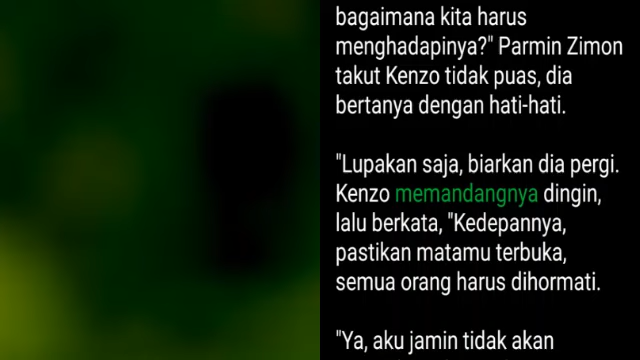 bagaimana kita harus
menghadapinya?" Parmin Zimon
takut Kenzo tidak puas, dia
bertanya dengan hati-hati.
"Lupakan saja, biarkan dia pergi.
Kenzo memandangnya dingin,
lalu berkata, "Kedepannya,
pastikan matamu terbuka,
semua orang harus dihormati.
"Ya, aku jamin tidak akan